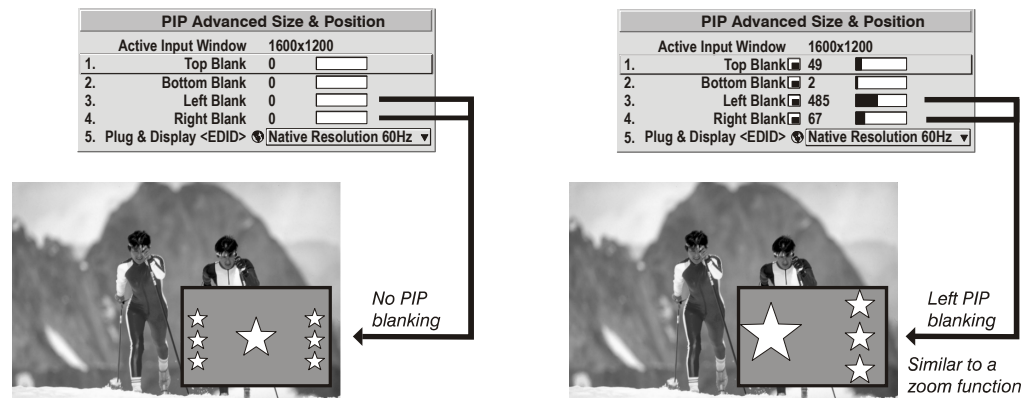 PIP Advanced Size & Position
Active Input Window 1600x1200
1. Top Blank 0
2. Bottom Blank 0
3. Left Blank 0
4. Right Blank 0
5. Plug & Display <EDID> Native Resolution 60Hz
No PIP
blanking
PIP Advanced Size & Position
Active Input Window 1600x1200
1. Top Blank 49
2. Bottom Blank 2
3. Left Blank 485
4. Right Blank 67
5. Plug & Display <EDID> Native Resolution 60Hz
Left PIP
blanking
Similar to a
zoom function